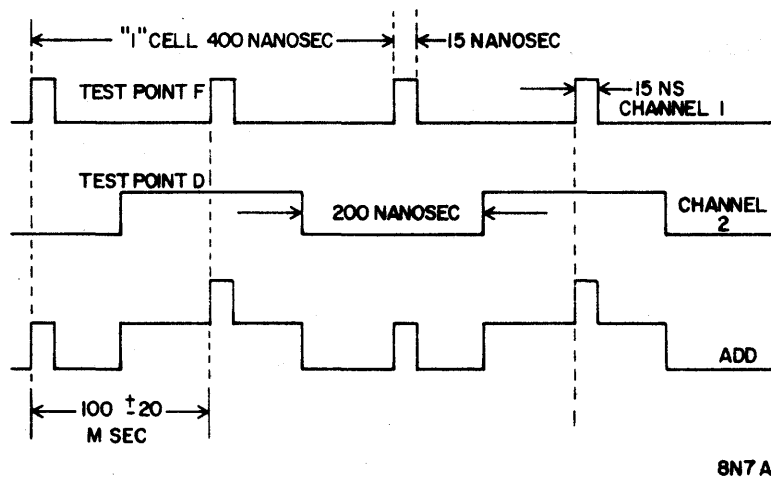 "1" CELL 400 NANOSEC
15 NANOSEC
TEST POINT F
15 NS
CHANNEL 1
TEST POINT D
200 NANOSEC
CHANNEL
2
ADD
100 ± 20
M SEC
8N7A